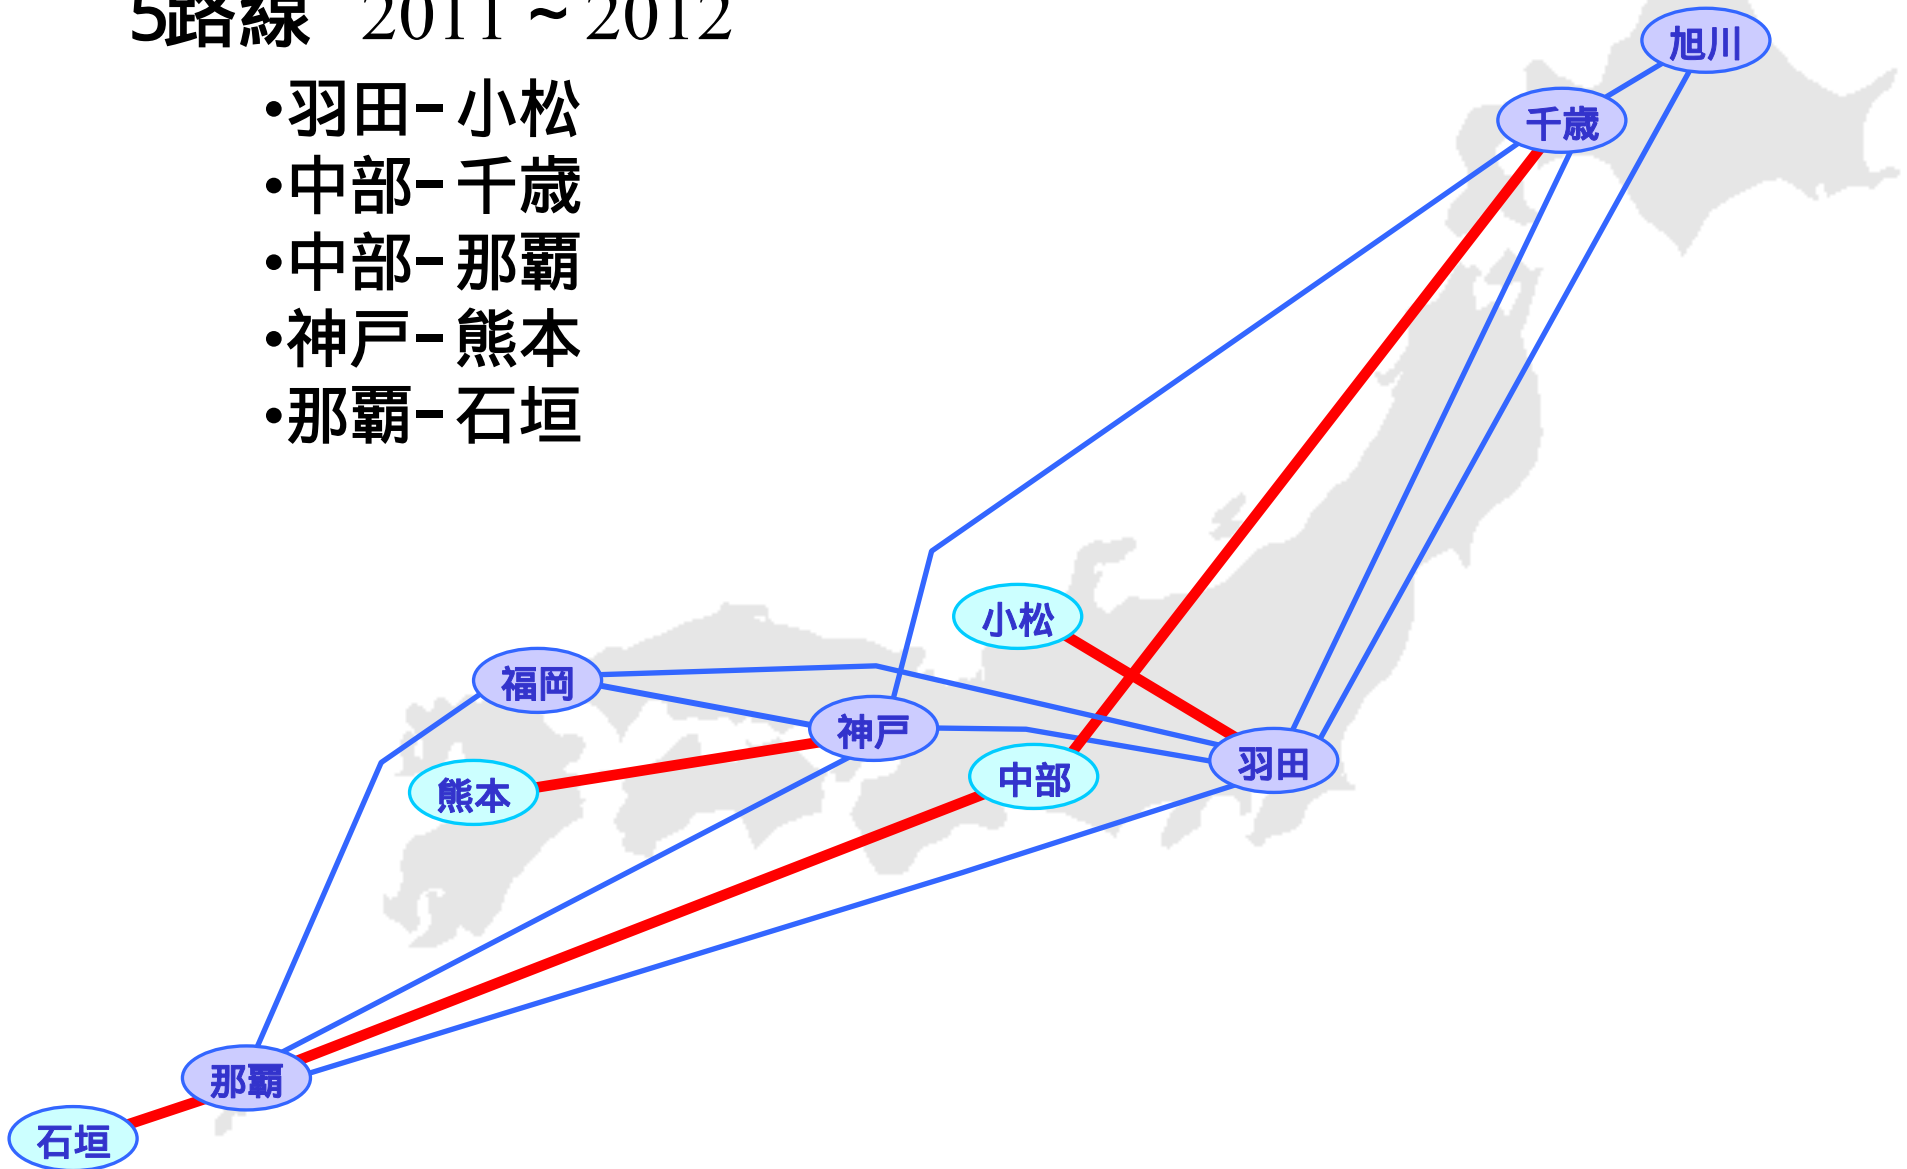 5路線 2011~2012
•羽田-小松
•中部-千歳
•中部-那覇
•神戸-熊本
•那覇-石垣
旭川
千歳
小松
福岡
神戸
羽田
中部
熊本
那覇
石垣